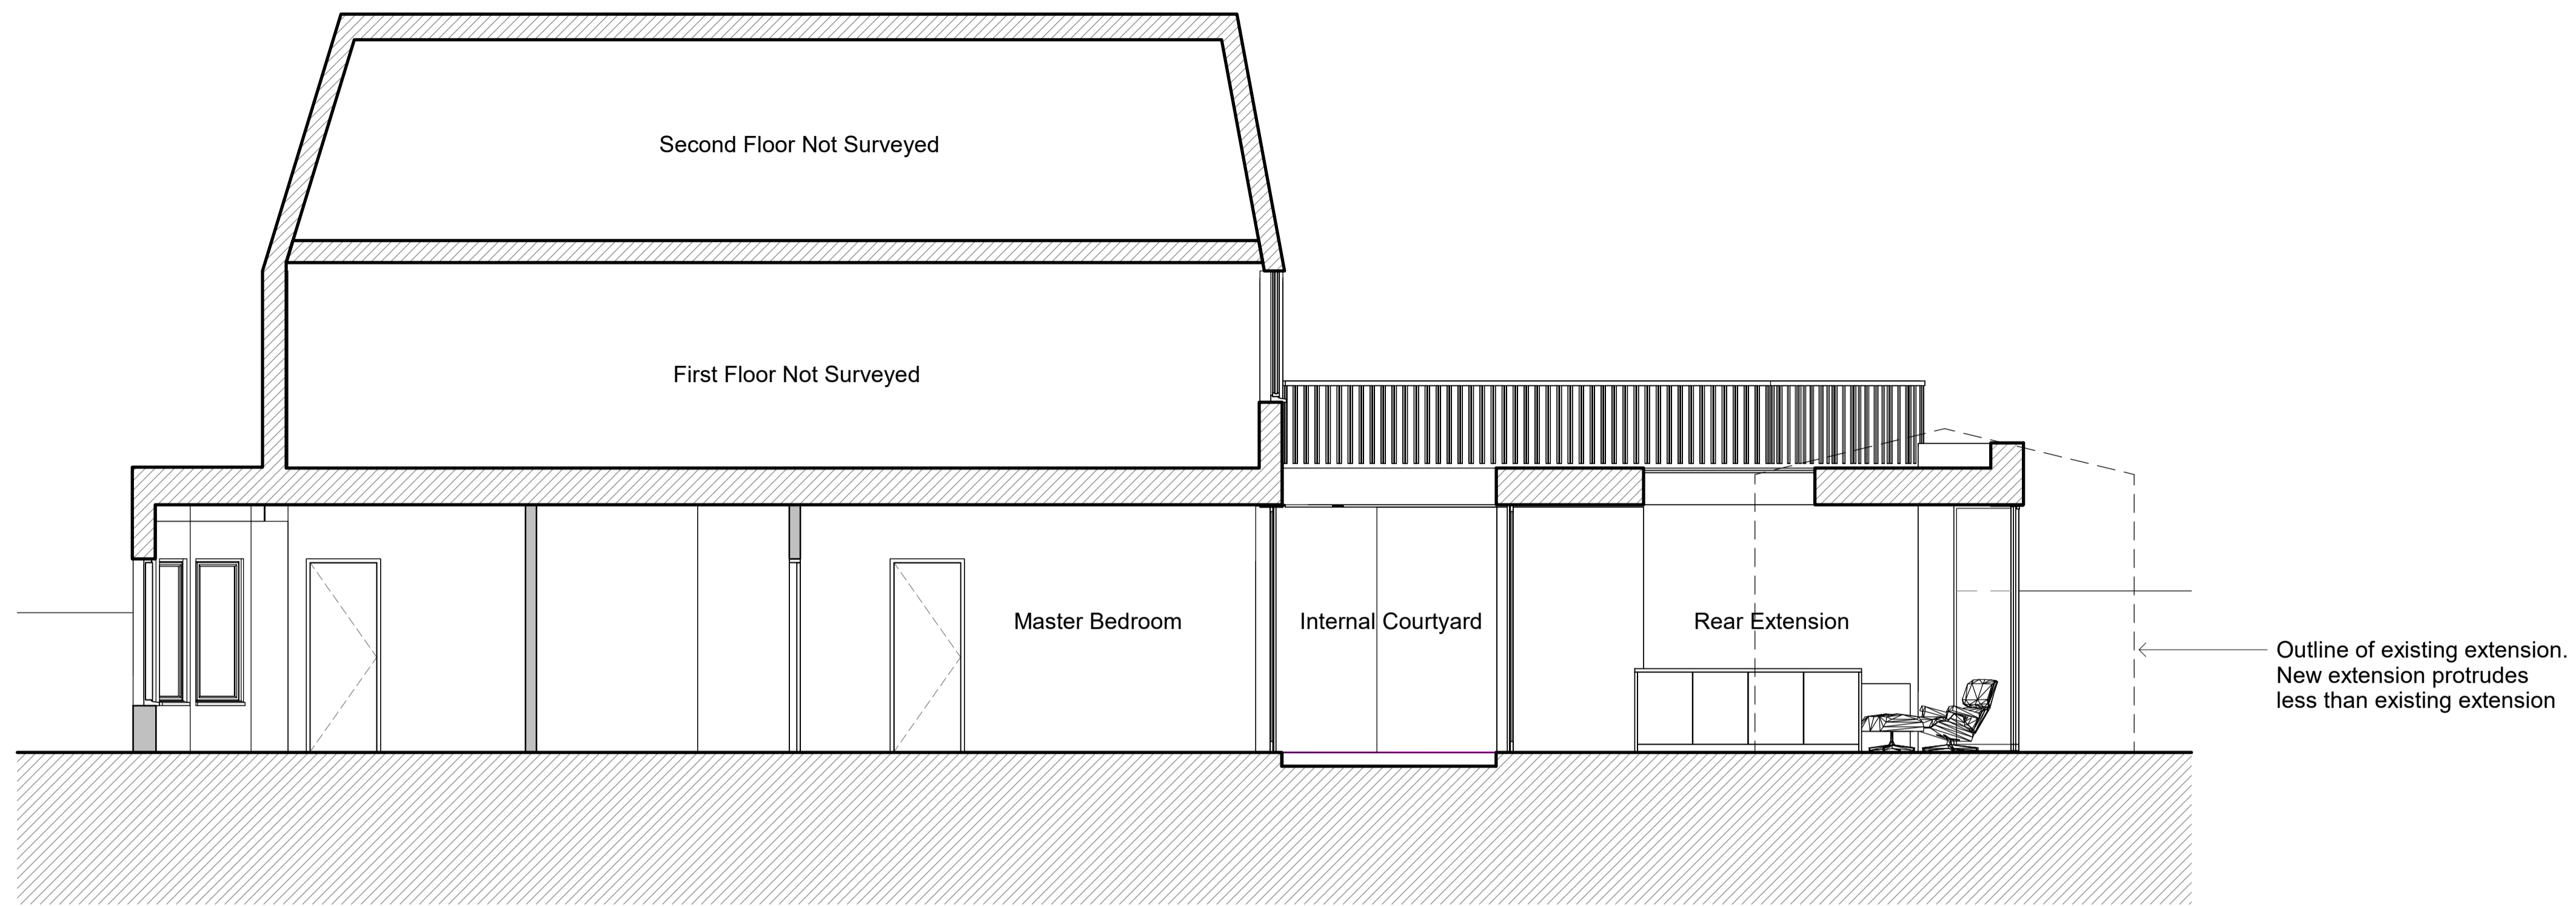 Second Floor Not Surveyed
First Floor Not Surveyed
Master Bedroom
Internal Courtyard
Rear Extension
Outline of existing extension.
New extension protrudes
less than existing extension